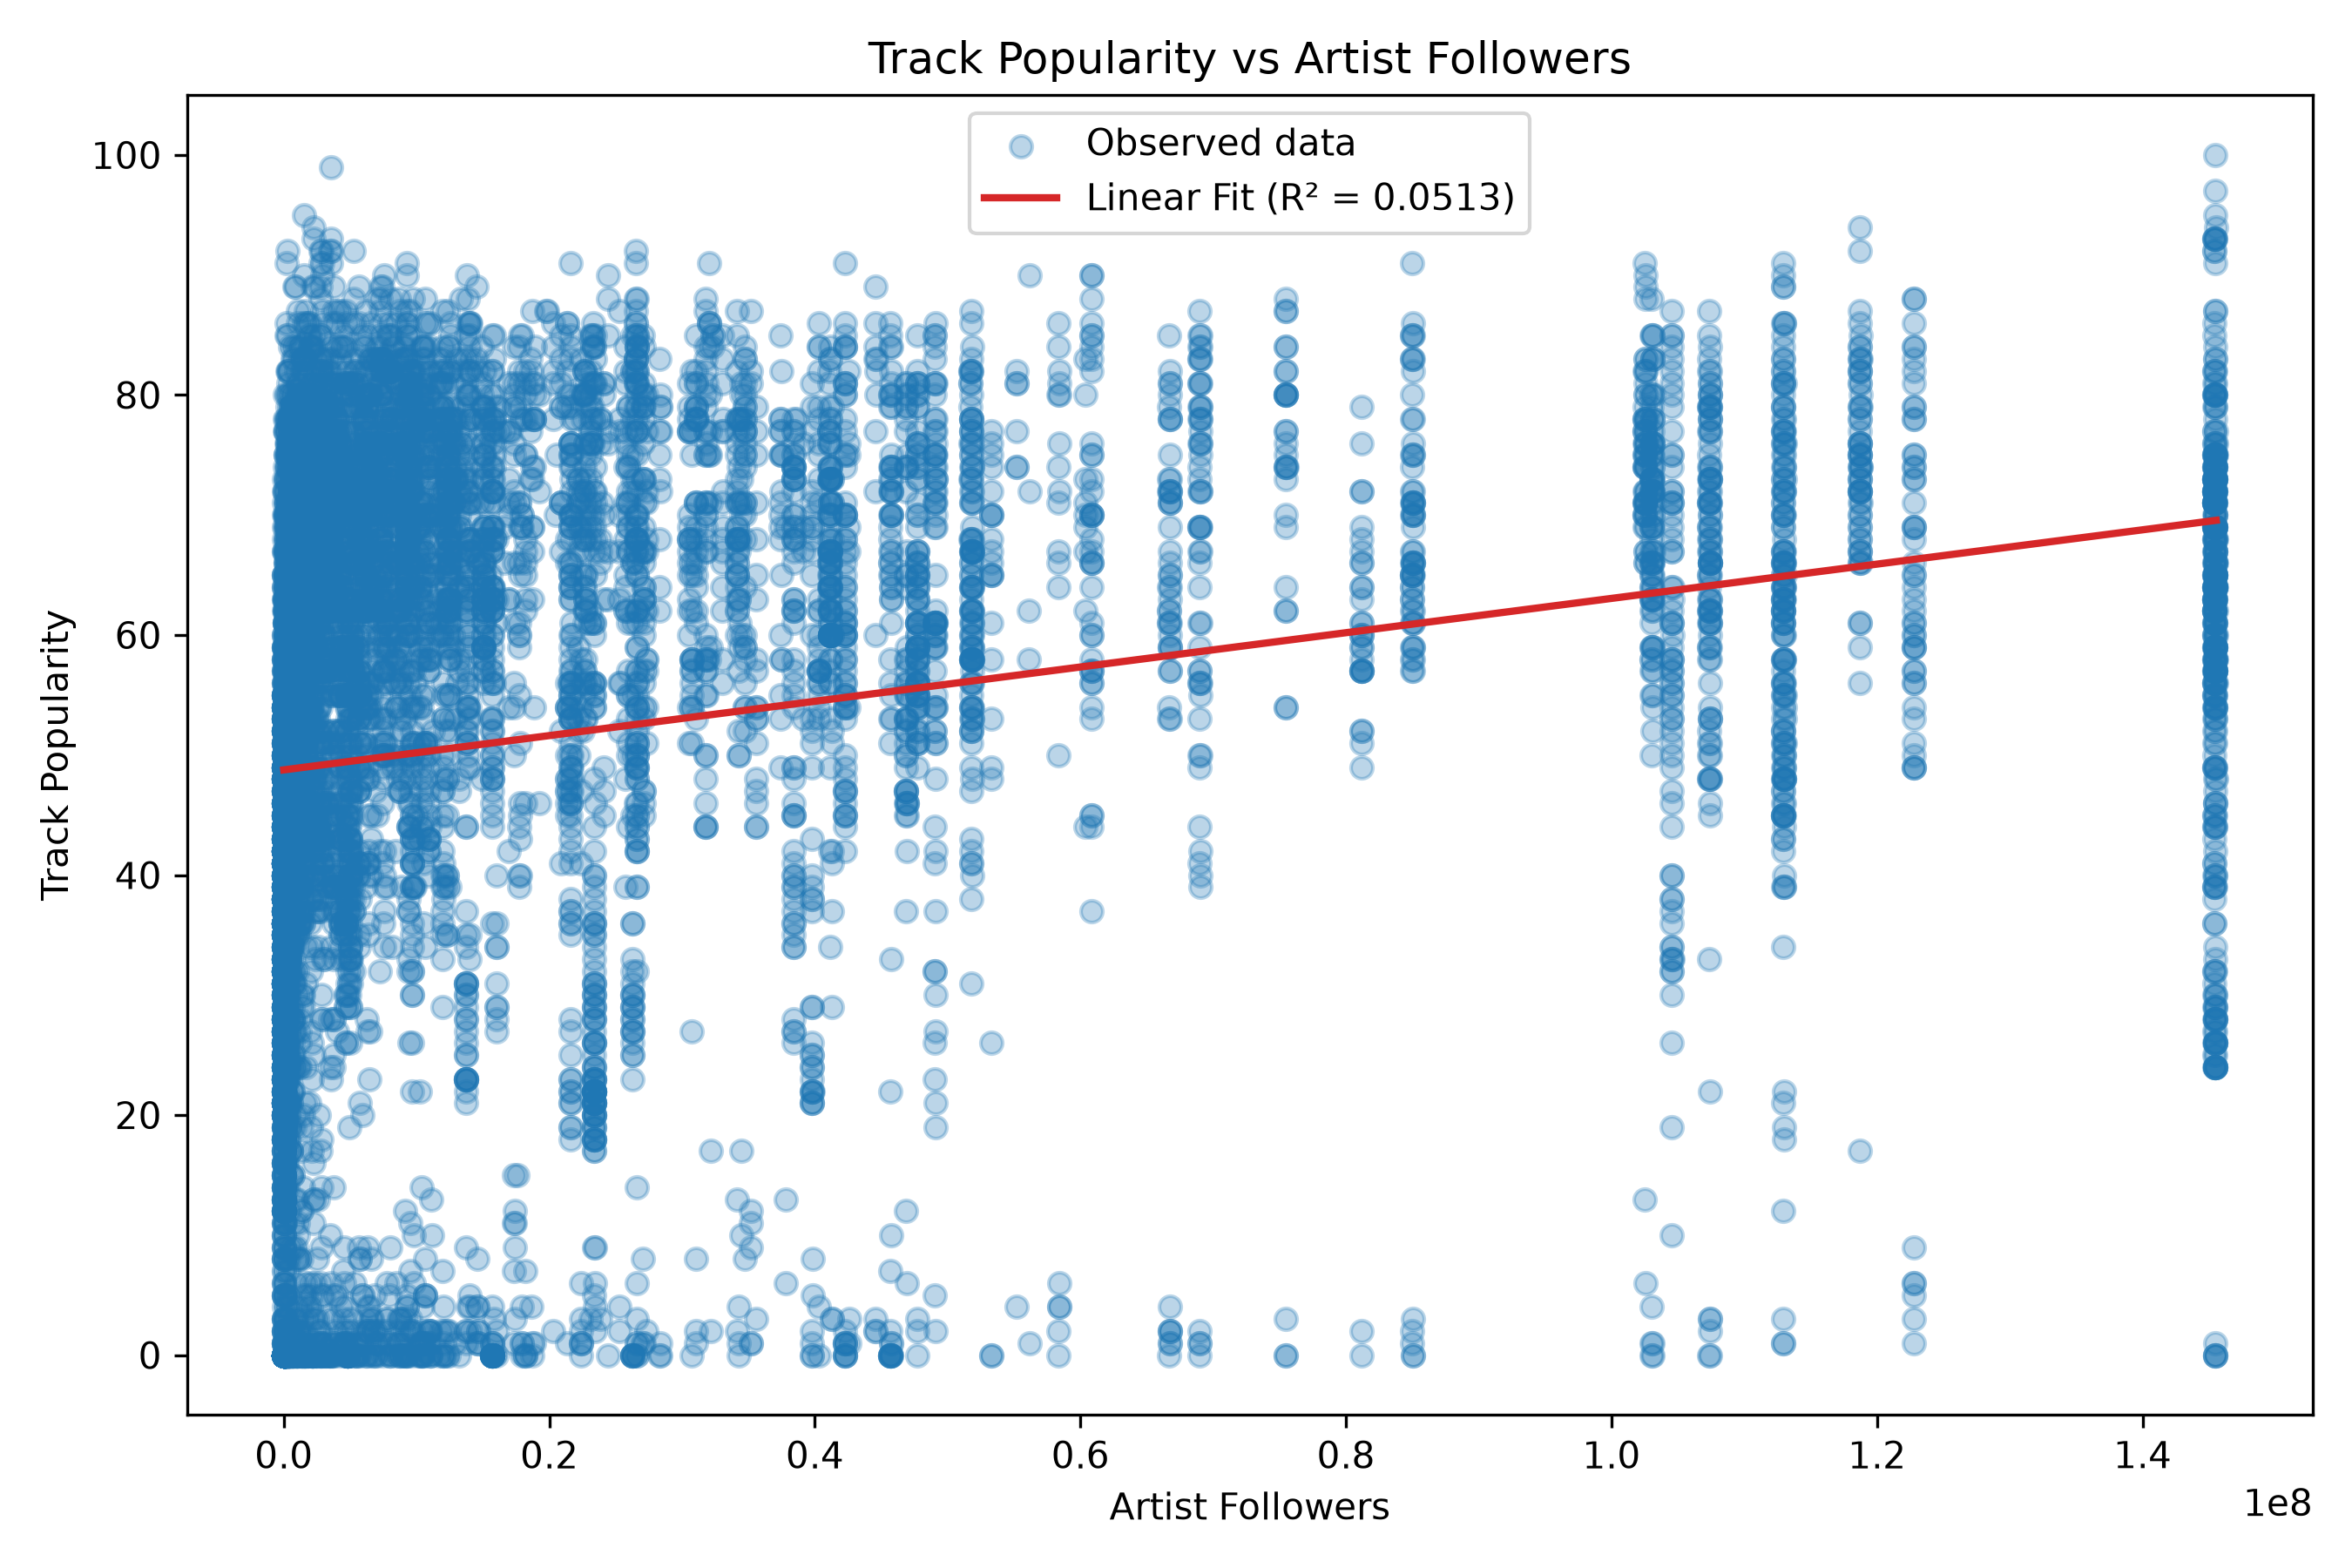 Track Popularity vs Artist Followers
Observed data
Linear Fit (R² = 0.0513)
Track Popularity
100
80
60
40
20
0
0.0 0.2 0.4 0.6 0.8 1.0 1.2 1.4
1e8
Artist Followers